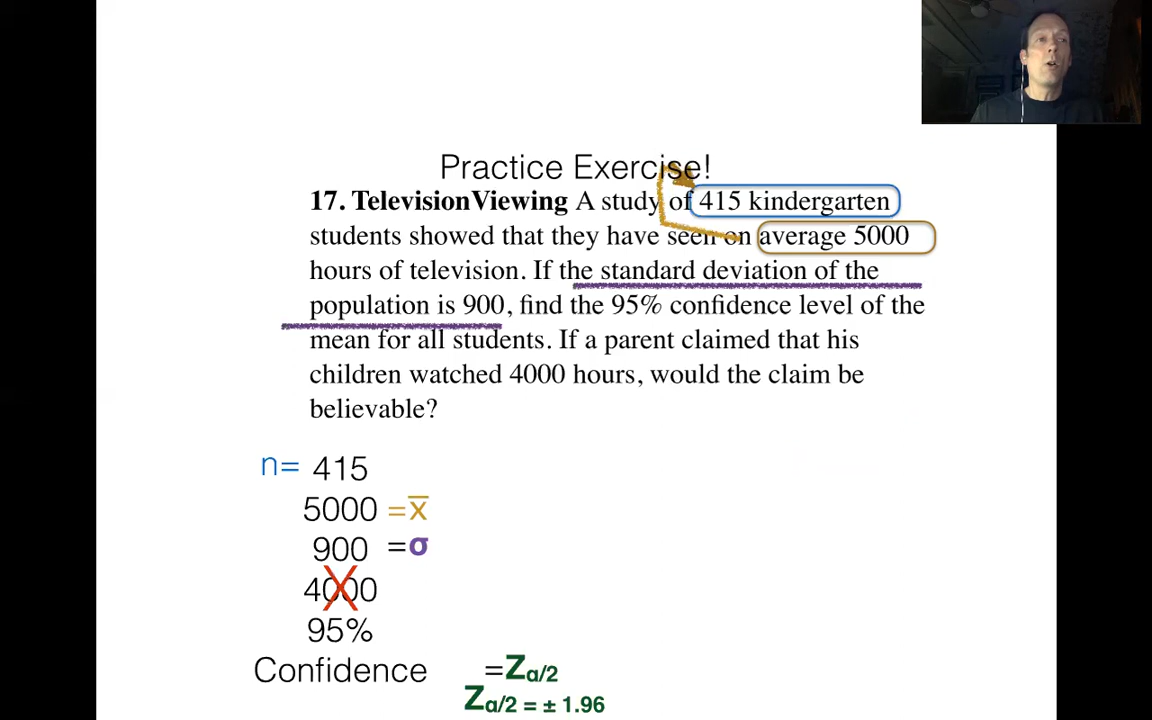 Practice Exercise!
17. TelevisionViewing A study of 415 kindergarten
students showed that they have seen on average 5000
hours of television. If the standard deviation of the
population is 900, find the 95% confidence level of the
mean for all students. If a parent claimed that his
children watched 4000 hours, would the claim be
believable?
n= 415
5000 =x̅
900 =σ
4000
95%
Confidence =Zα/2
Zα/2 = ± 1.96